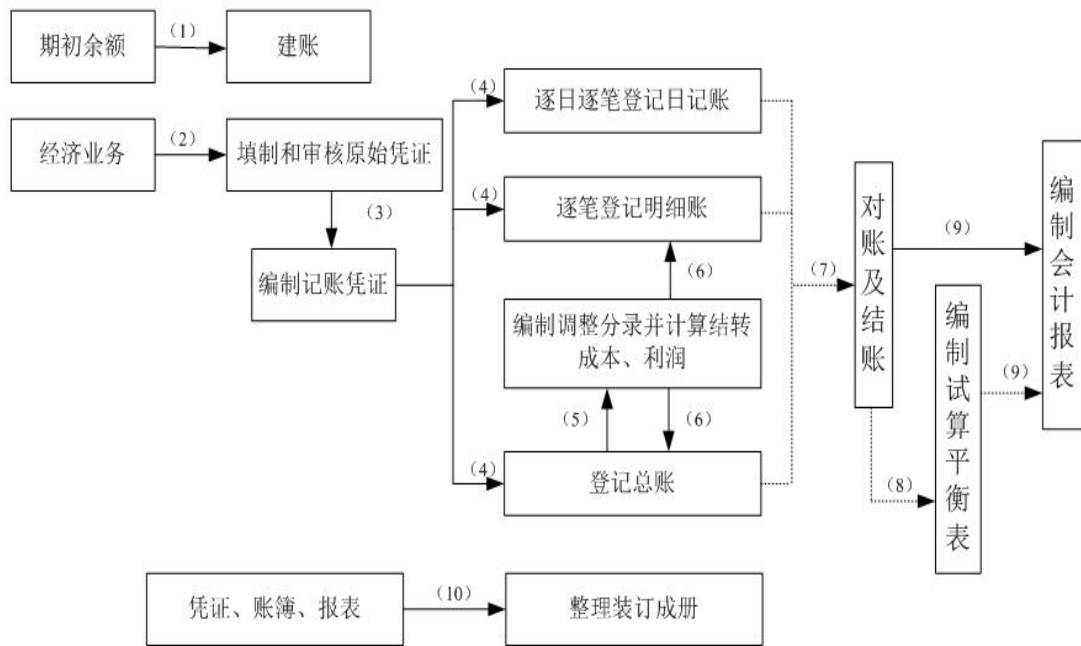 期初余额
（1）
建账
经济业务
（2）
填制和审核原始凭证
（3）
编制记账凭证
（4）
逐日逐笔登记日记账
（4）
逐笔登记明细账
（6）
编制调整分录并计算结转
成本、利润
（5）
（6）
（4）
登记总账
（7）
对账及结账
（9）
（8）
编制试算平衡表
（9）
编制会计报表
凭证、账簿、报表
（10）
整理装订成册